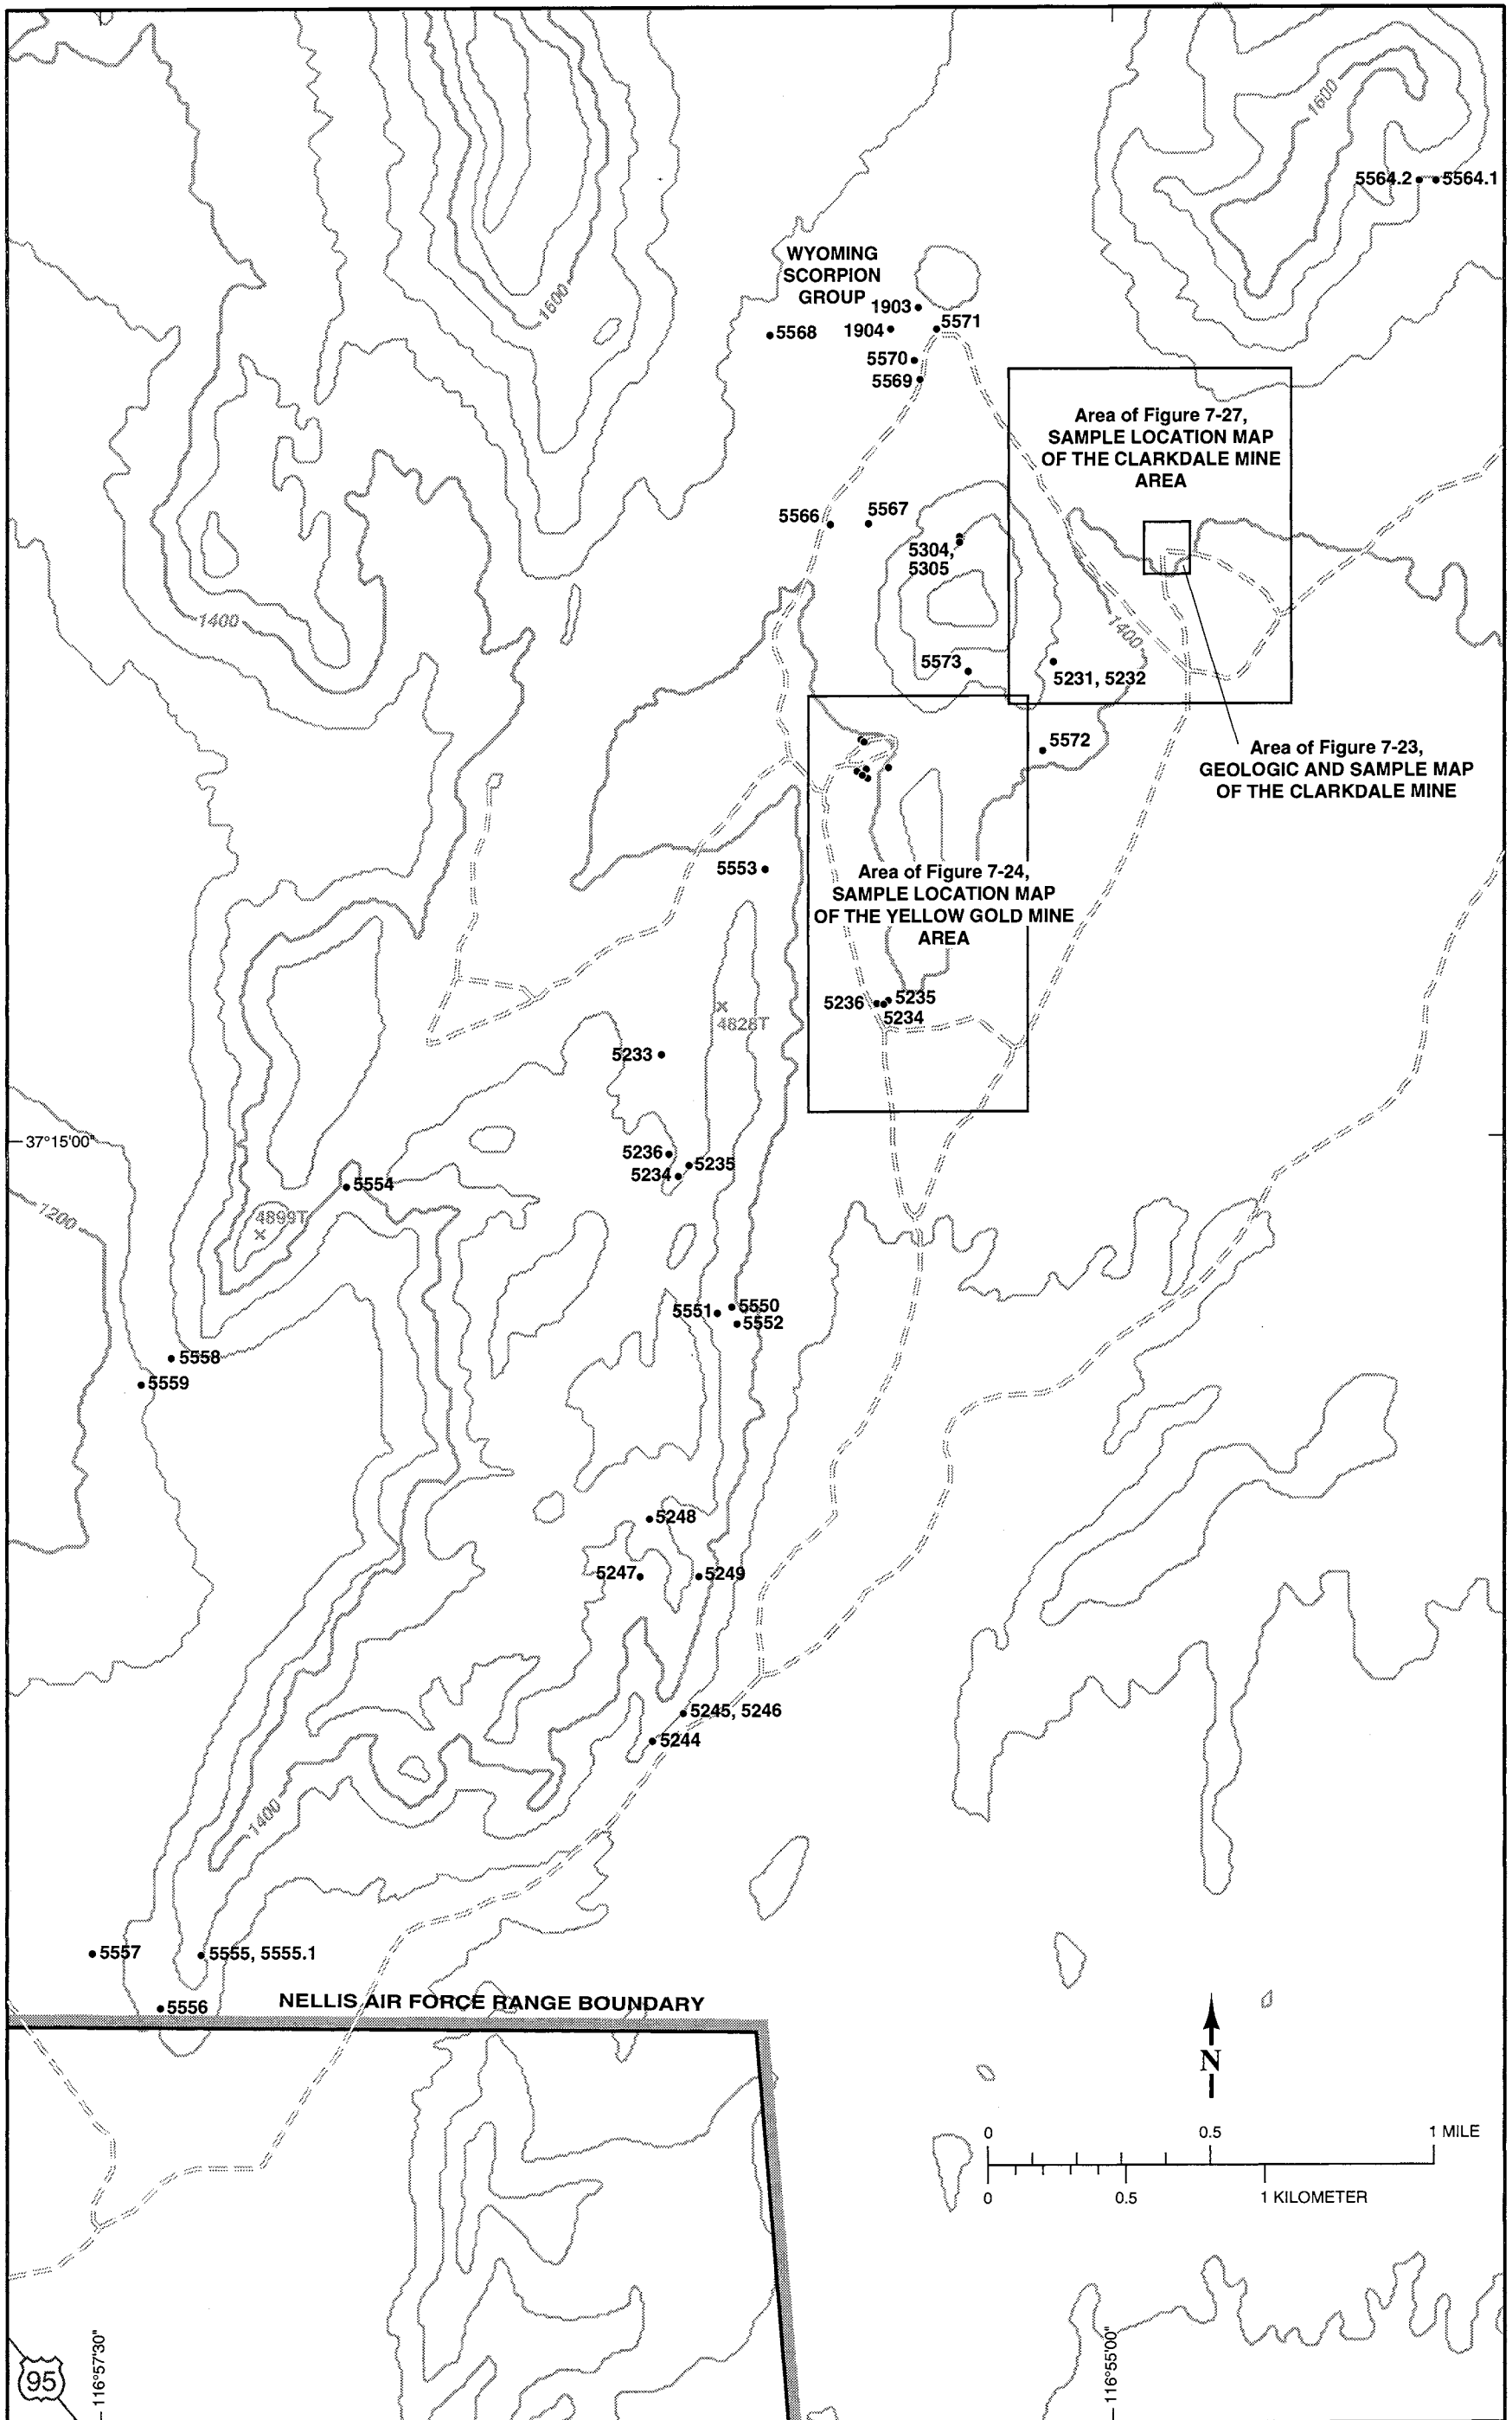 1600
5564.2
5564.1
WYOMING
SCORPION
GROUP
1903
1600
5568
1904
5571
5570
5569
Area of Figure 7-27,
SAMPLE LOCATION MAP
OF THE CLARKDALE MINE
AREA
5566
5567
5304,
5305
1400
1400
5573
5231, 5232
5572
Area of Figure 7-23,
GEOLOGIC AND SAMPLE MAP
OF THE CLARKDALE MINE
5553
Area of Figure 7-24,
SAMPLE LOCATION MAP
OF THE YELLOW GOLD MINE
AREA
5236
5235
5234
4828T
5233
37°15'00"
5236
5235
5234
5554
1200
4899T
5551
5550
5552
5558
5559
5248
5247
5249
5245, 5246
5244
1400
5557
5555, 5555.1
5556
NELLIS AIR FORCE RANGE BOUNDARY
N
0 0.5 1 MILE
0 0.5 1 KILOMETER
95
116°57'30"
116°55'00"